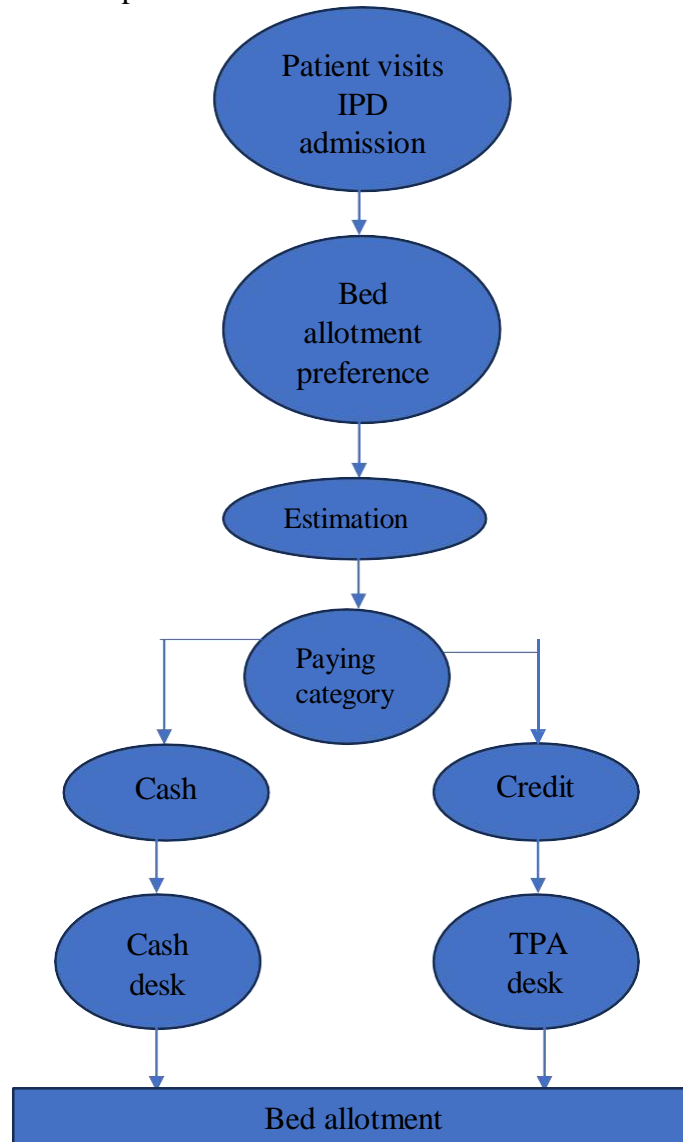 Patient visits
IPD
admission
Bed
allotment
preference
Estimation
Paying
category
Cash
Credit
Cash
desk
TPA
desk
Bed allotment